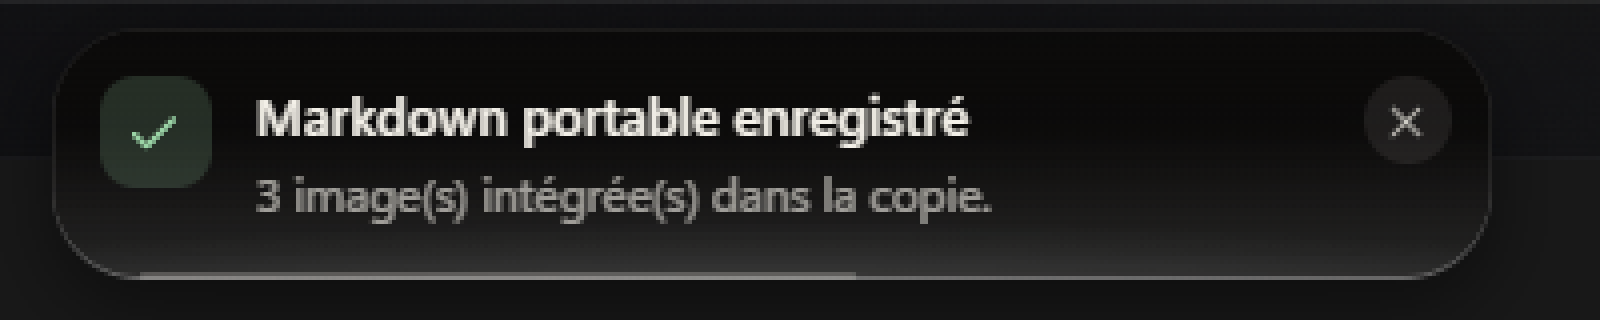 Markdown portable enregistré
3 image(s) intégrée(s) dans la copie.